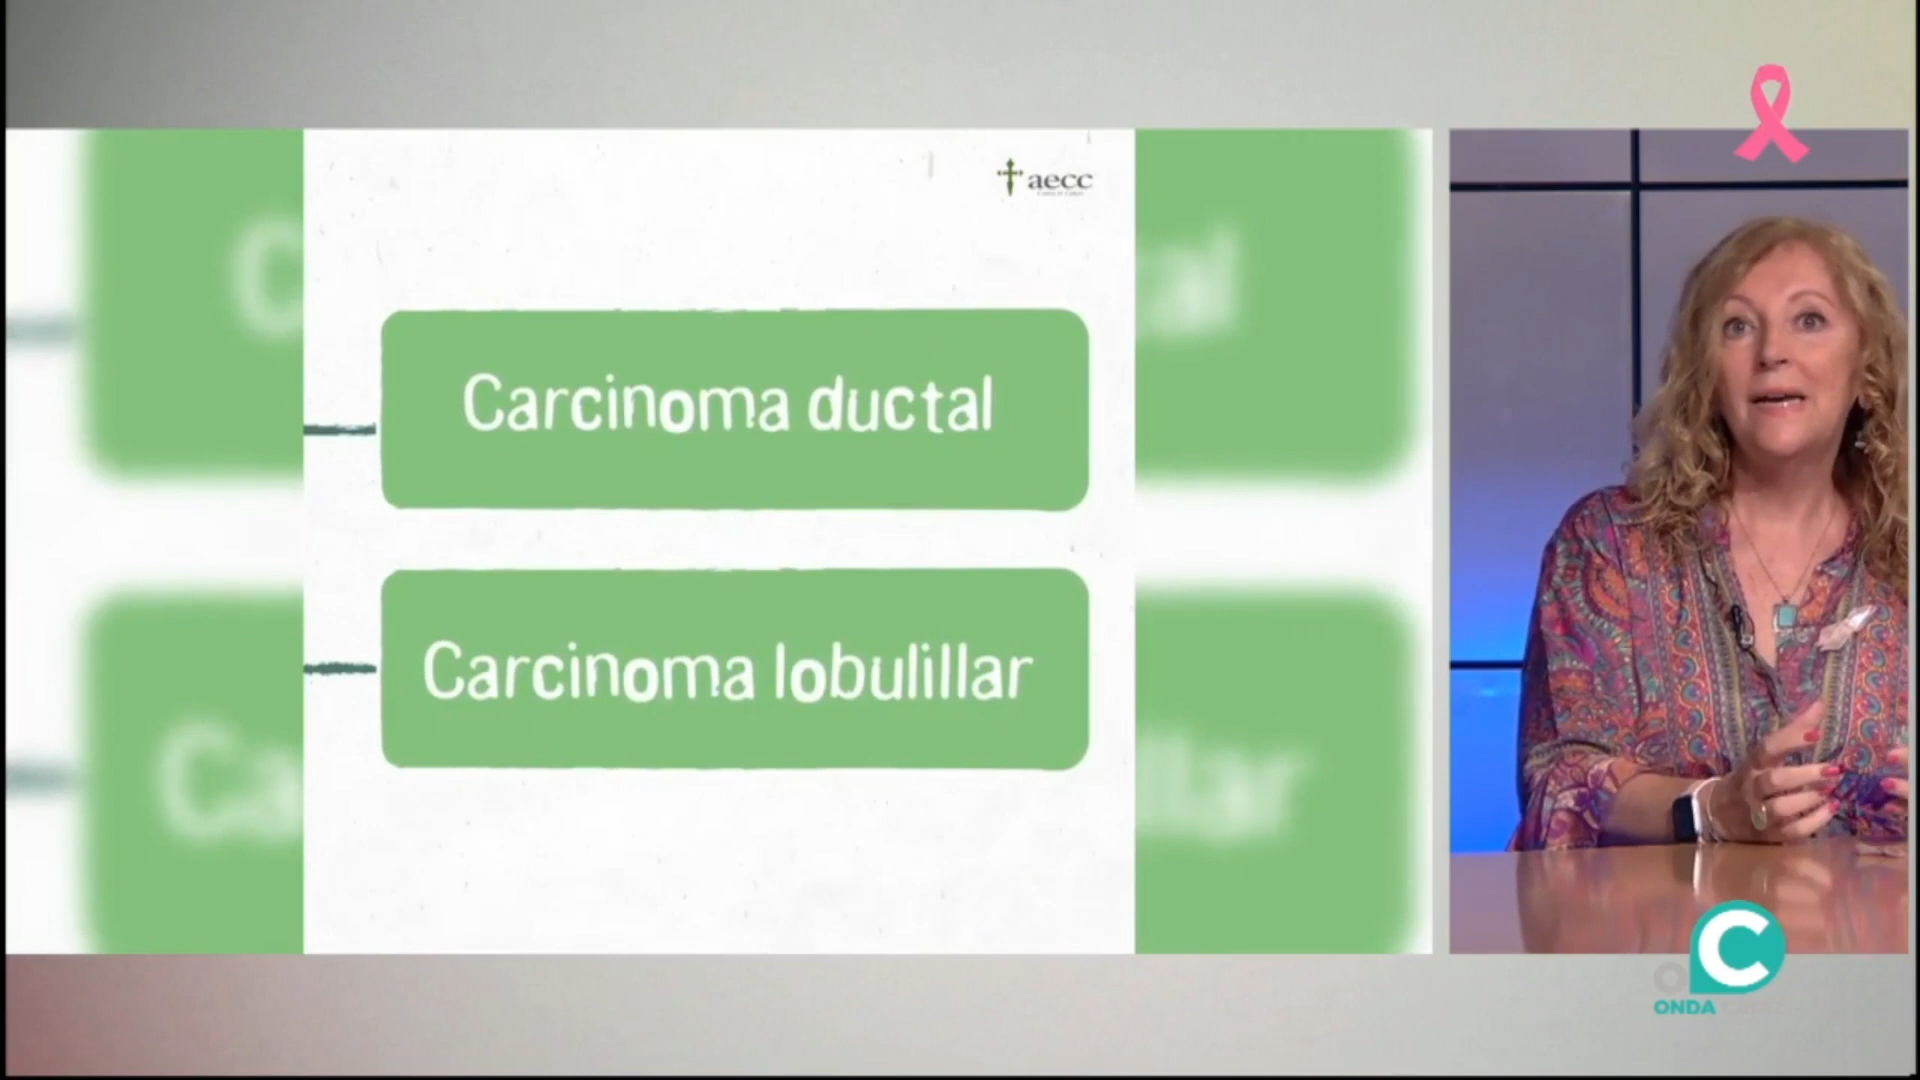 aecc
Carcinoma ductal
Carcinoma lobulillar
C
ONDA